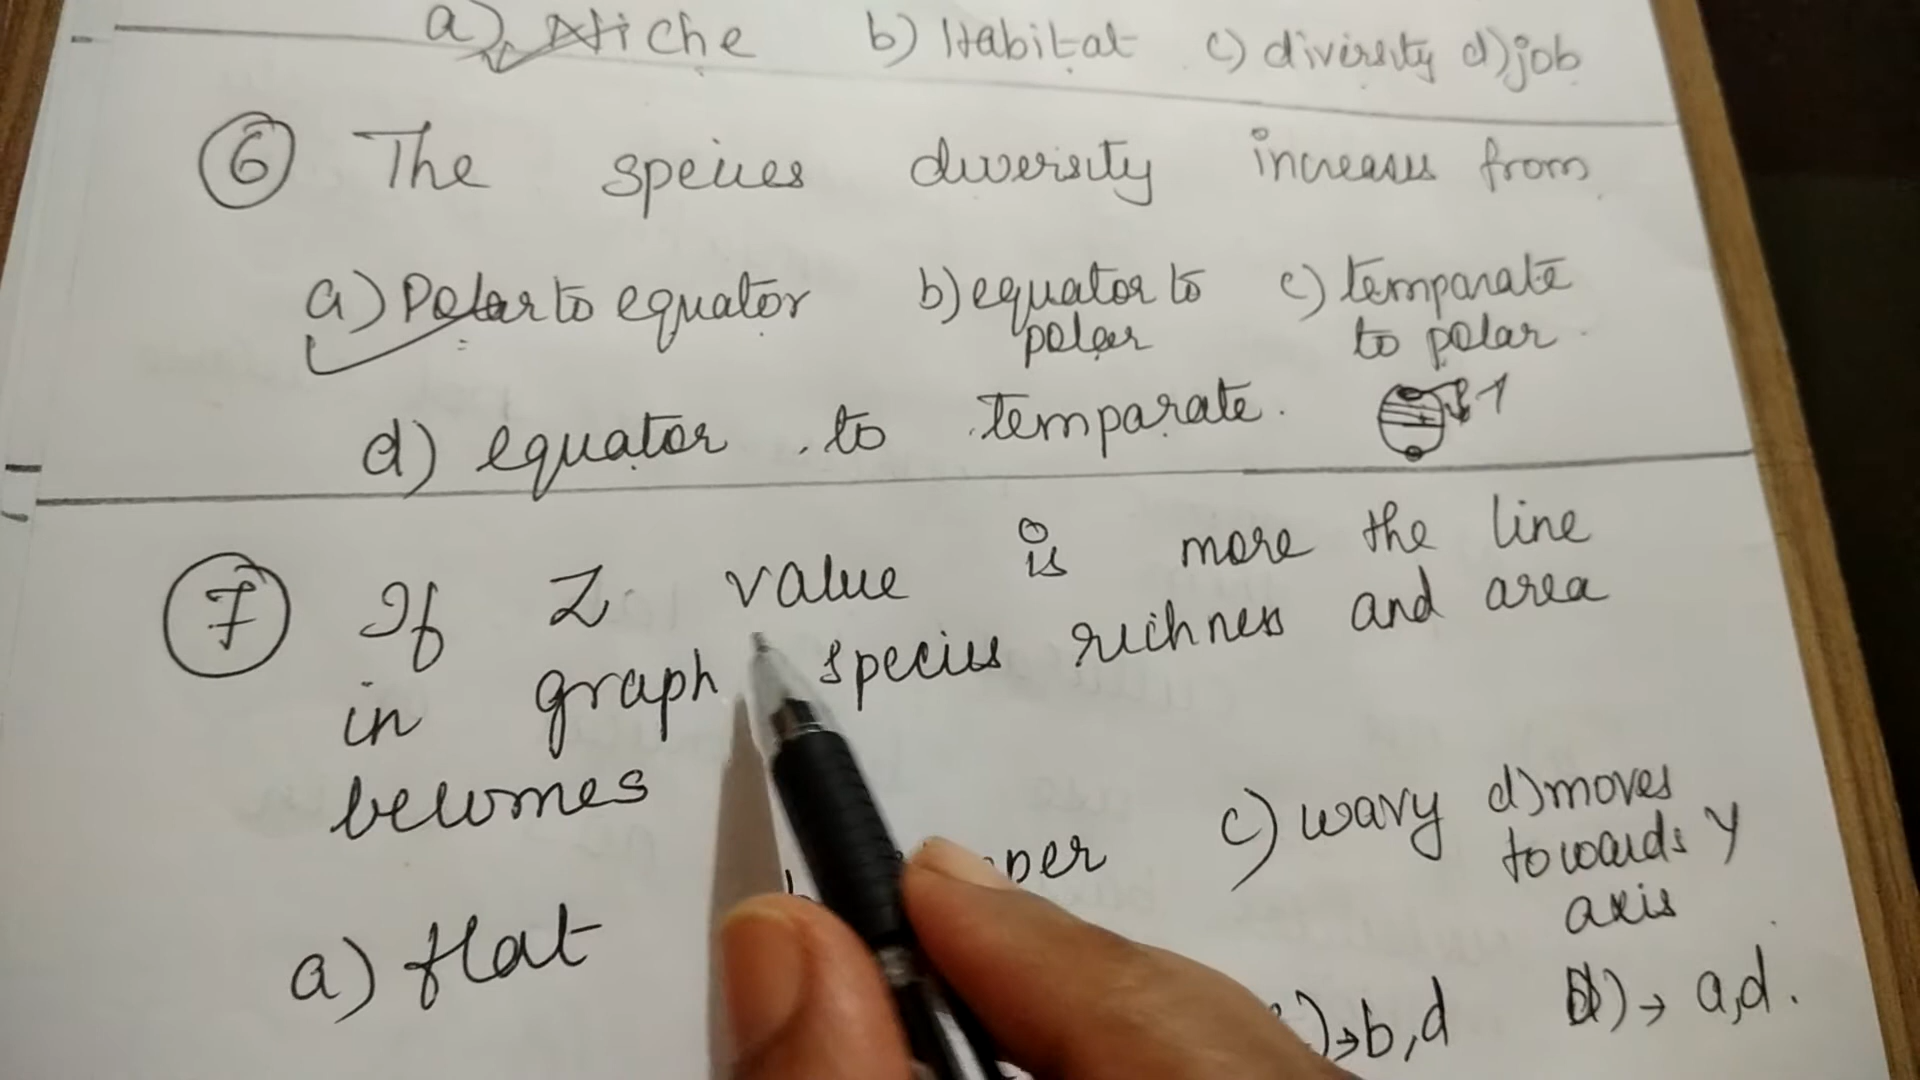 a) Niche b) Habitat c) diversity d) job
6 The speices diversity increases from
a) Polar to equator b) equator to polar c) temparate to polar.
d) equator to temparate.
7 If Z value is more the line
in graph species richness and area
becomes
a) flat c) wavy d) moves towards y axis
→ b,d d) → a,d.